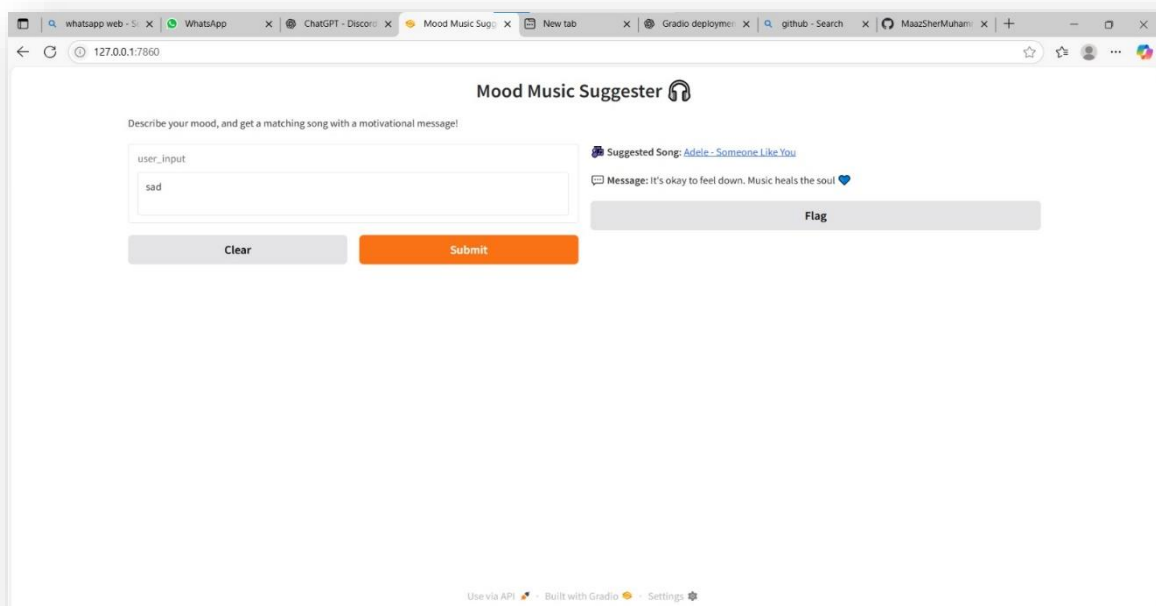 whatsapp web - S
WhatsApp
ChatGPT - Discord
Mood Music Sugg
New tab
Gradio deploymen
github - Search
MaazSherMuham
127.0.0.1:7860
Mood Music Suggester 🎧
Describe your mood, and get a matching song with a motivational message!
user_input
sad
Clear
Submit
Suggested Song: Adele - Someone Like You
💬 Message: It's okay to feel down. Music heals the soul 💙
Flag
Use via API 🚀 · Built with Gradio · Settings ⚙️